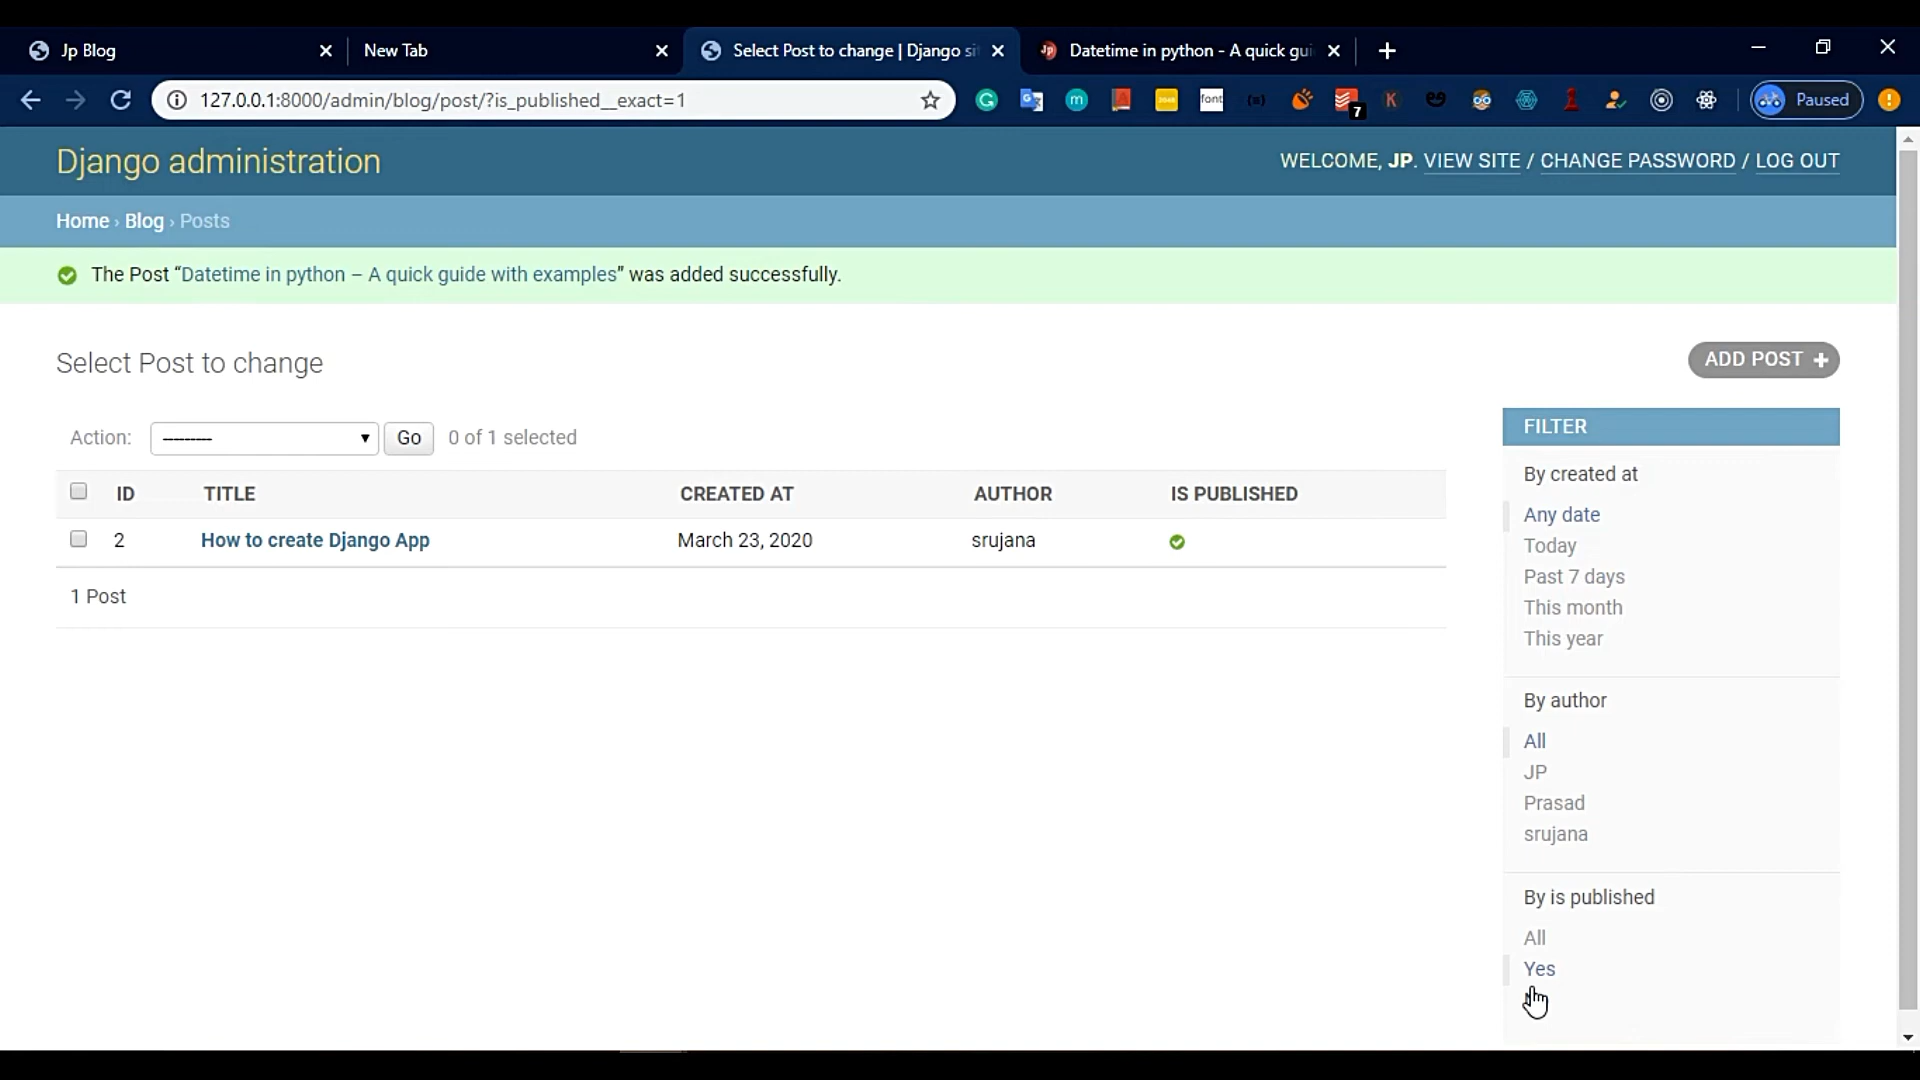 Jp Blog
New Tab
Select Post to change | Django si
Datetime in python - A quick gui
127.0.0.1:8000/admin/blog/post/?is_published__exact=1
font
7
K
Paused
Django administration
WELCOME, JP. VIEW SITE / CHANGE PASSWORD / LOG OUT
Home › Blog › Posts
The Post “Datetime in python – A quick guide with examples” was added successfully.
Select Post to change
ADD POST +
Action: --------- Go 0 of 1 selected
ID TITLE CREATED AT AUTHOR IS PUBLISHED
2 How to create Django App March 23, 2020 srujana
1 Post
FILTER
By created at
Any date
Today
Past 7 days
This month
This year
By author
All
JP
Prasad
srujana
By is published
All
Yes